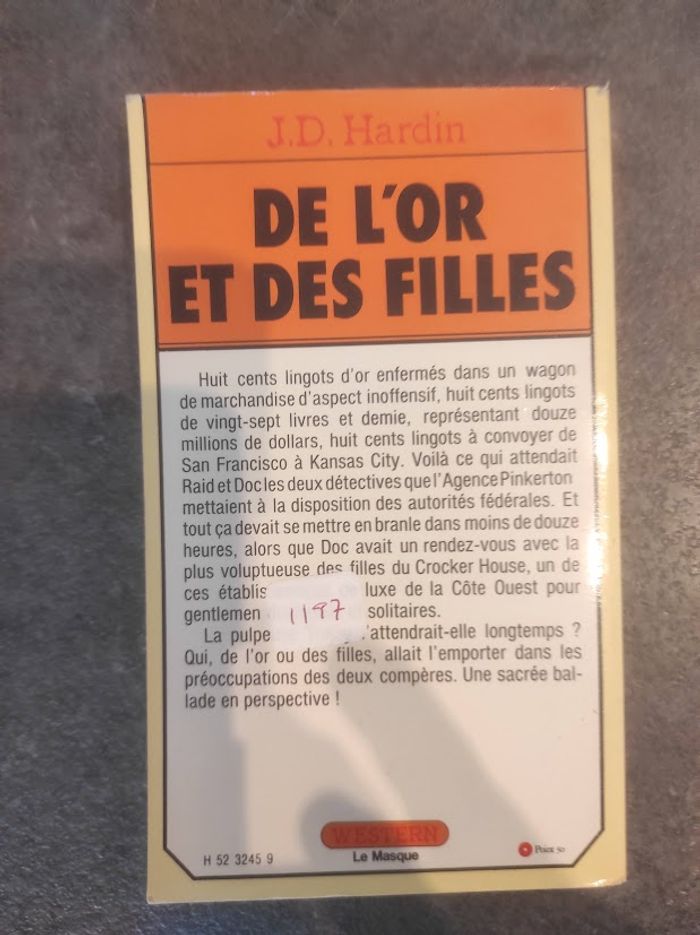 J.D. Hardin
DE L'OR
ET DES FILLES
Huit cents lingots d'or enfermés dans un wagon
de marchandise d'aspect inoffensif, huit cents lingots
de vingt-sept livres et demie, représentant douze
millions de dollars, huit cents lingots à convoyer de
San Francisco à Kansas City. Voilà ce qui attendait
Raid et Doc les deux détectives que l'Agence Pinkerton
mettaient à la disposition des autorités fédérales. Et
tout ça devait se mettre en branle dans moins de douze
heures, alors que Doc avait un rendez-vous avec la
plus voluptueuse des filles du Crocker House, un de
ces établis luxe de la Côte Ouest pour
gentlemen 1197 solitaires.
La pulpe 'attendrait-elle longtemps ?
Qui, de l'or ou des filles, allait l'emporter dans les
préoccupations des deux compères. Une sacrée bal-
lade en perspective !
WESTERN
Le Masque
H 52 3245 9
Point 50